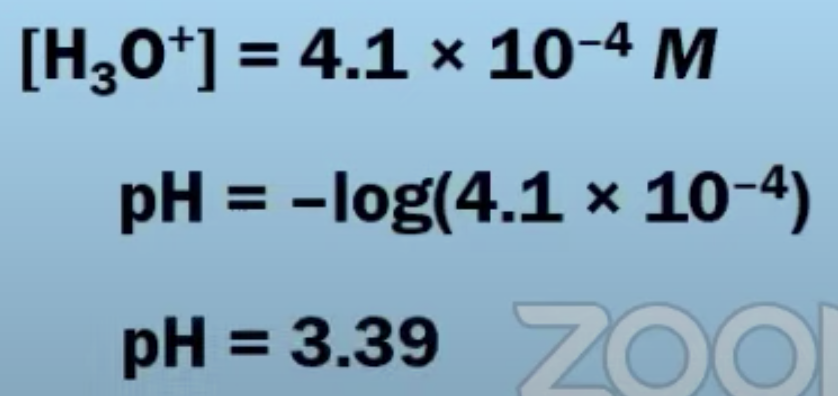 [H₃O⁺] = 4.1 × 10⁻⁴ M
pH = –log(4.1 × 10⁻⁴)
pH = 3.39